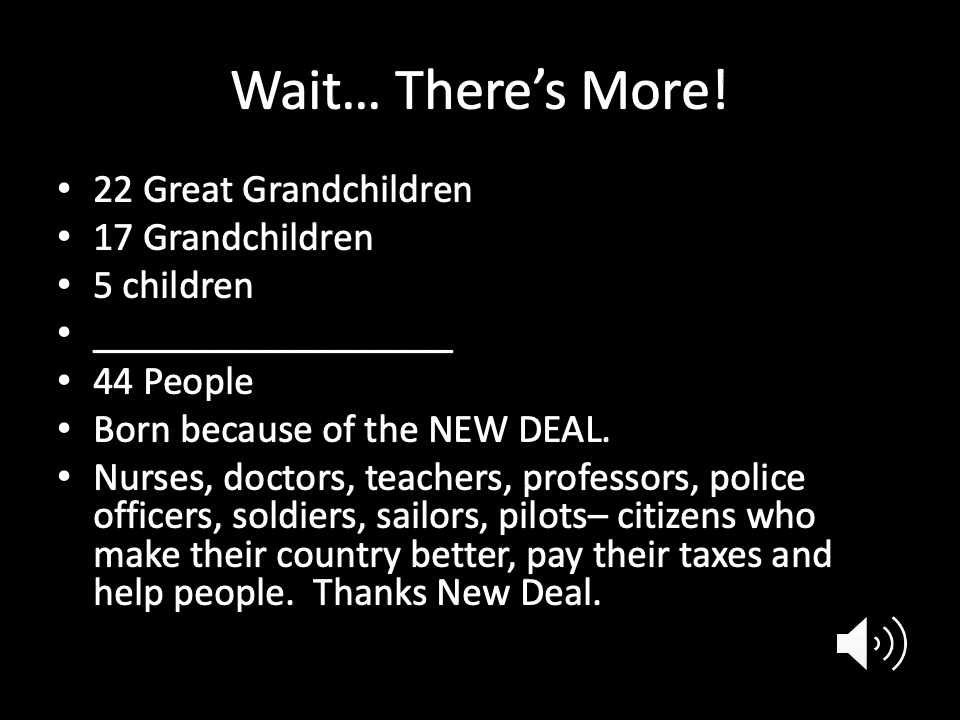 Wait… There’s More!
• 22 Great Grandchildren
• 17 Grandchildren
• 5 children
• ___________________
• 44 People
• Born because of the NEW DEAL.
• Nurses, doctors, teachers, professors, police
officers, soldiers, sailors, pilots– citizens who
make their country better, pay their taxes and
help people.  Thanks New Deal.